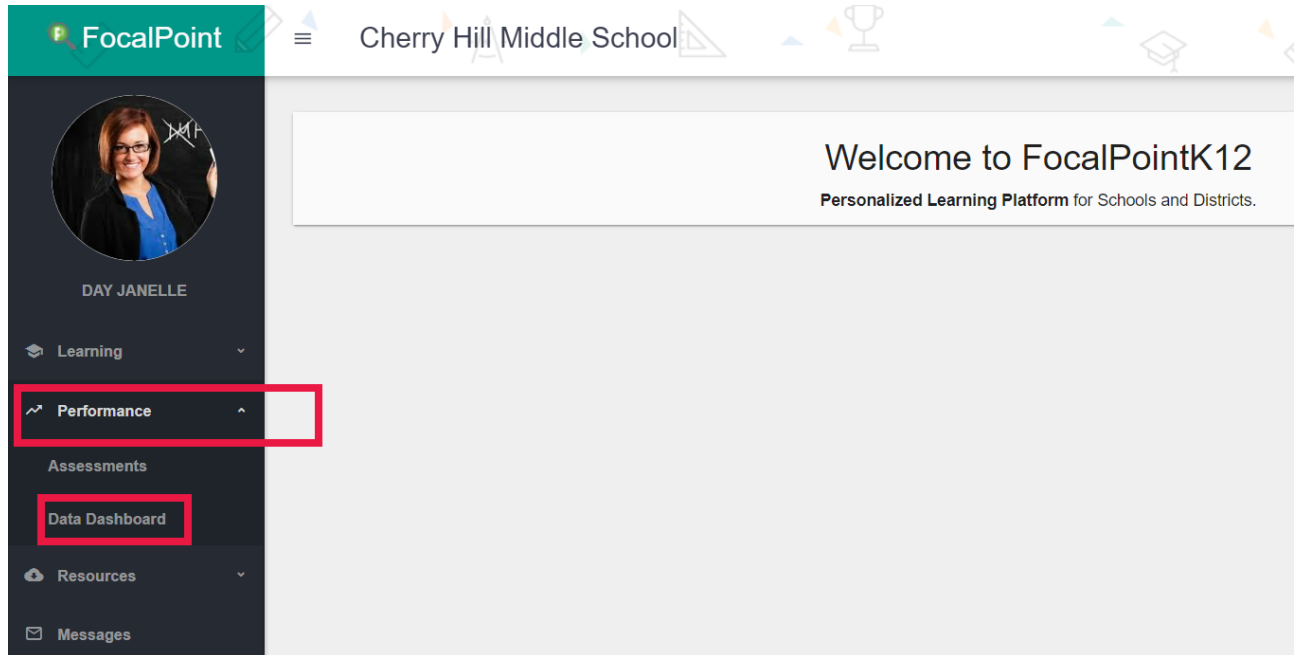 FocalPoint
Cherry Hill Middle School
Welcome to FocalPointK12
Personalized Learning Platform for Schools and Districts.
DAY JANELLE
Learning
Performance
Assessments
Data Dashboard
Resources
Messages